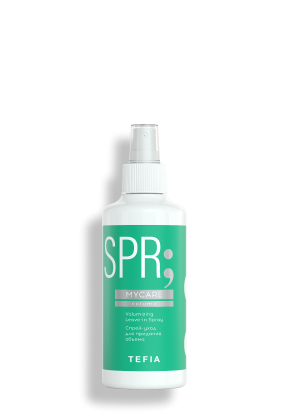 SPR;
MYCARE
Volumizing
Leave-in Spray
Спрей-уход
для придания
объема
TEFIA